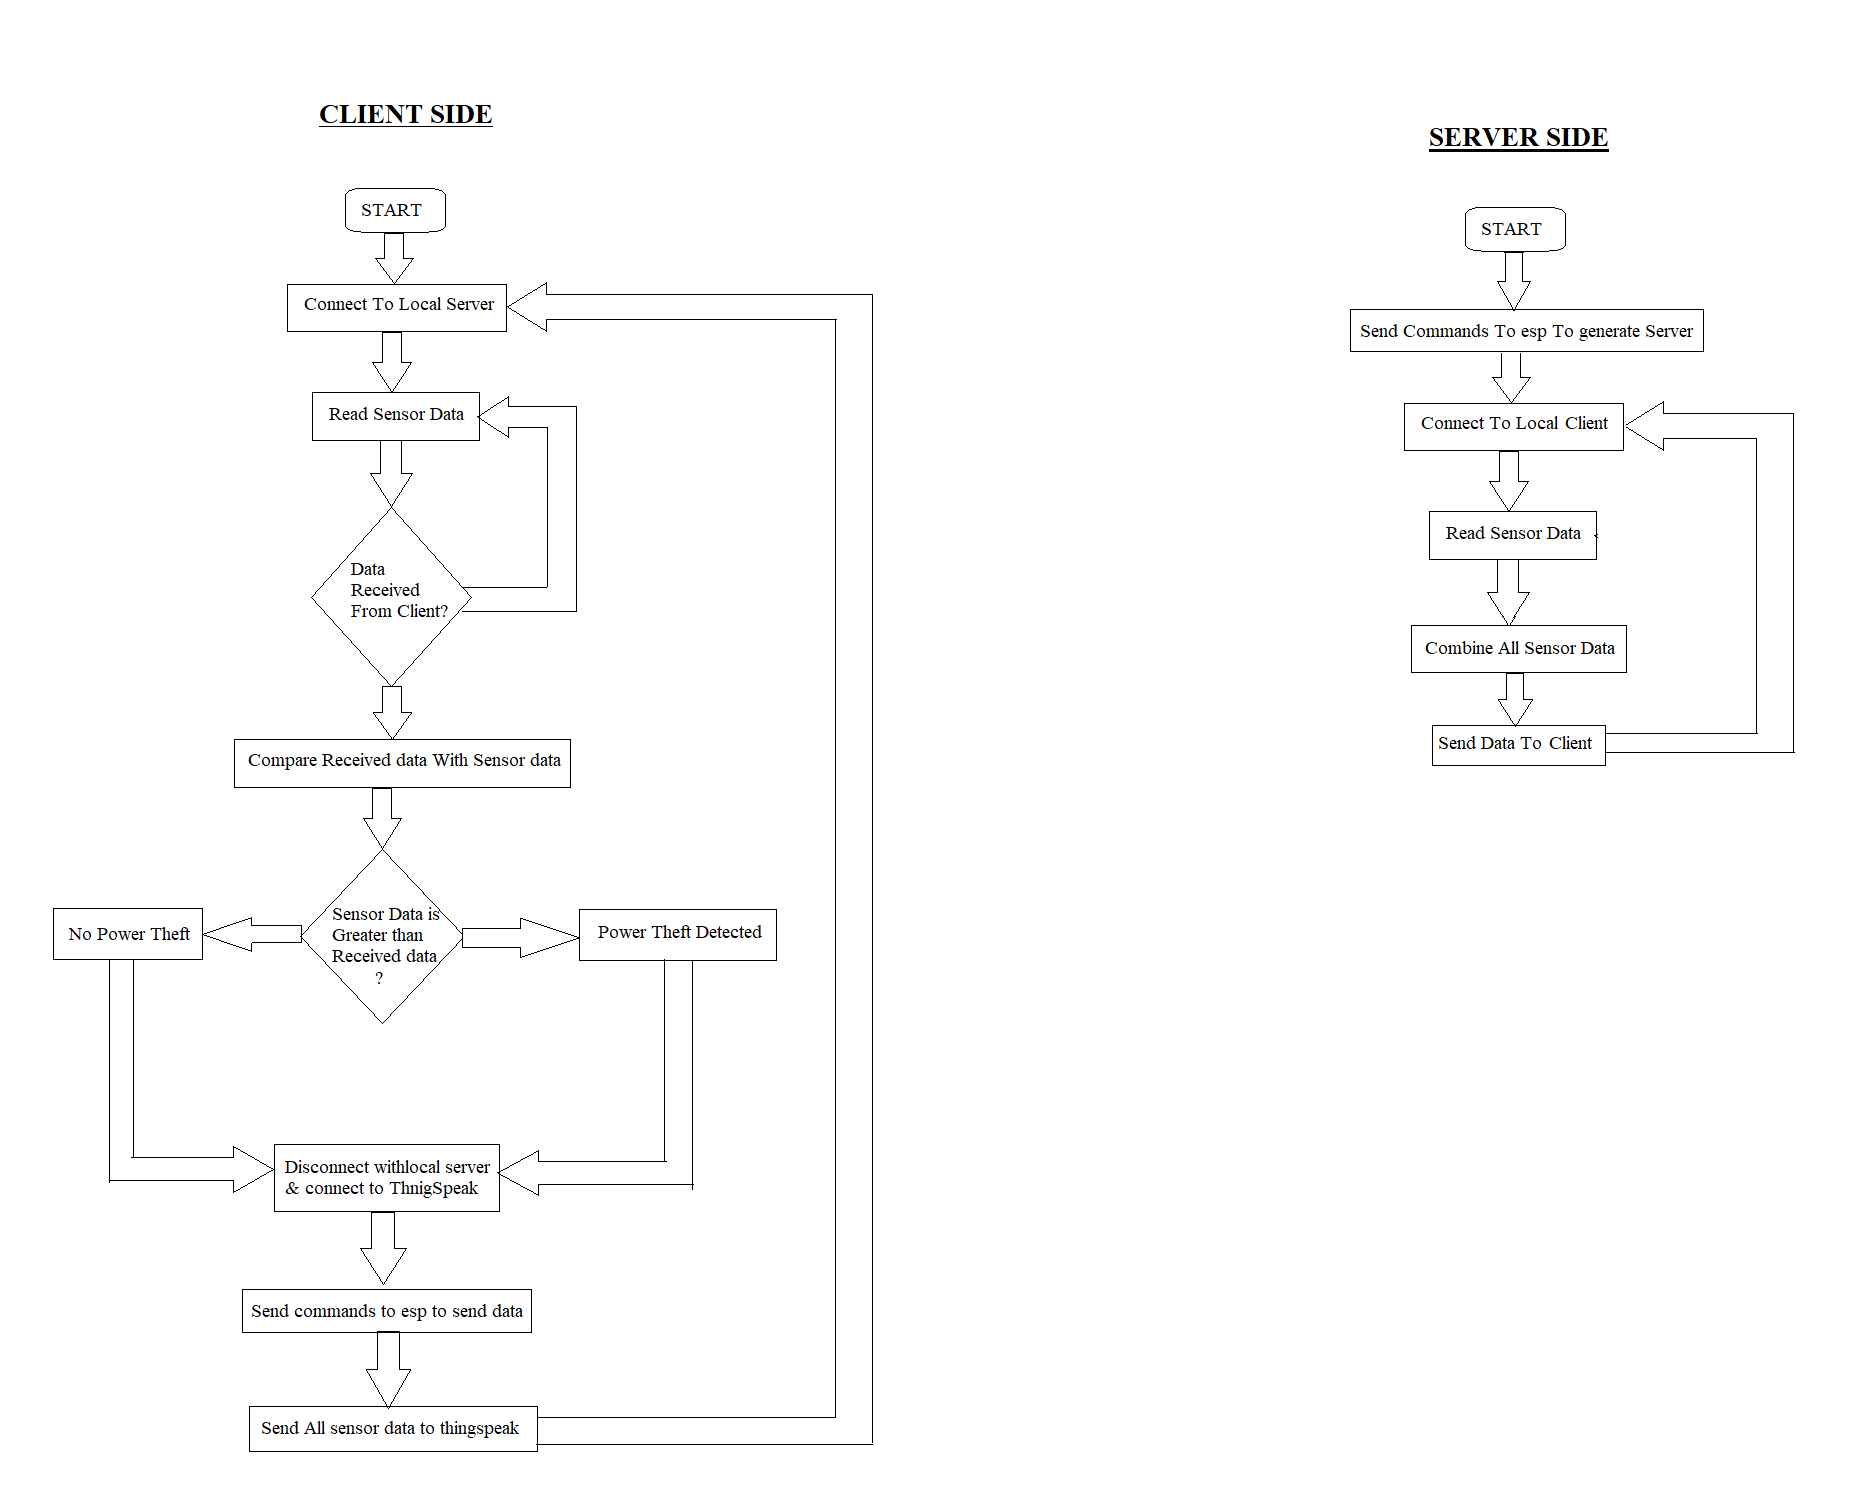 CLIENT SIDE
START
Connect To Local Server
Read Sensor Data
Data
Received
From Client?
Compare Received data With Sensor data
Sensor Data is
Greater than
Received data
?
No Power Theft
Power Theft Detected
Disconnect withlocal server
& connect to ThnigSpeak
Send commands to esp to send data
Send All sensor data to thingspeak
SERVER SIDE
START
Send Commands To esp To generate Server
Connect To Local Client
Read Sensor Data
Combine All Sensor Data
Send Data To Client